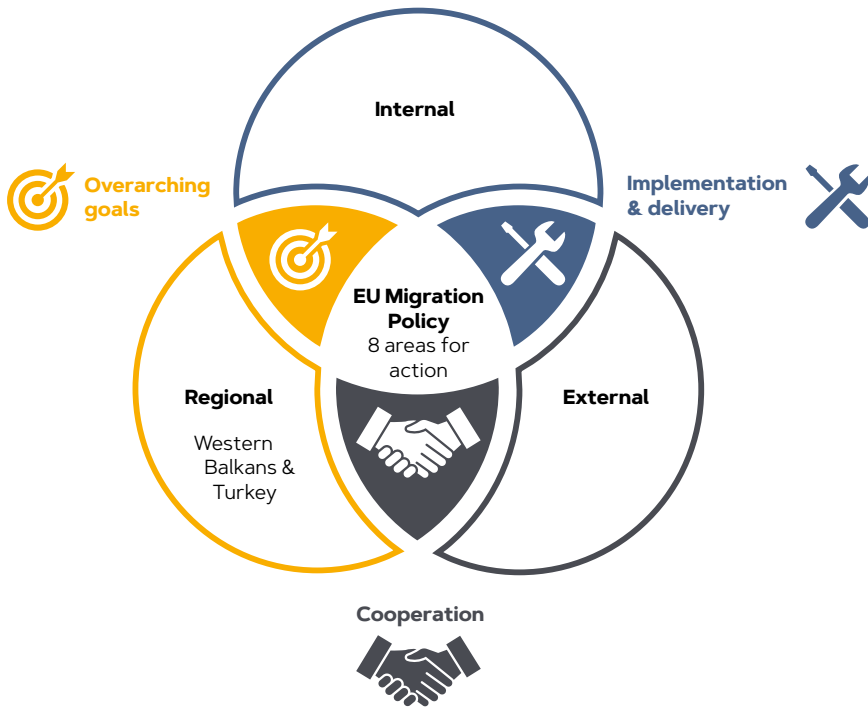 Internal
Overarching
goals
Implementation
& delivery
EU Migration
Policy
8 areas for
action
Regional
Western
Balkans &
Turkey
External
Cooperation